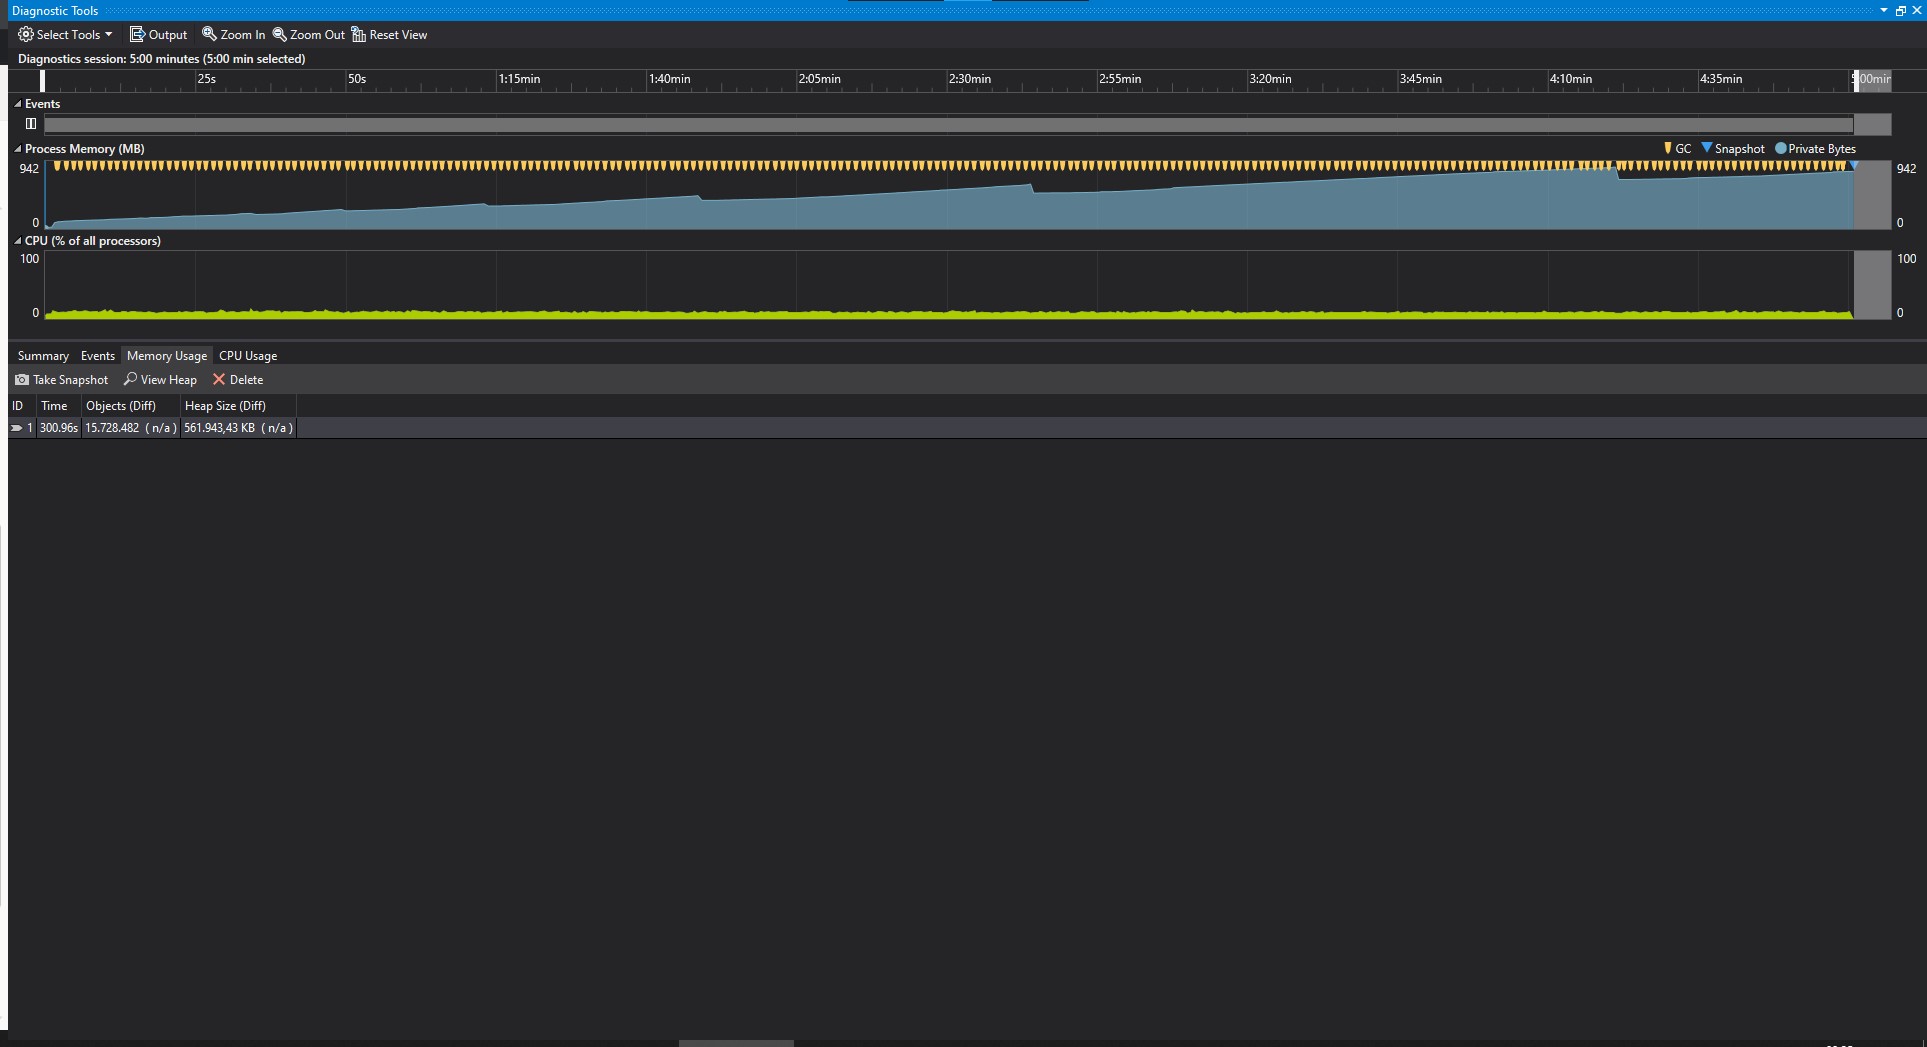 Diagnostic Tools
Select Tools Output Zoom In Zoom Out Reset View
Diagnostics session: 5:00 minutes (5:00 min selected)
25s 50s 1:15min 1:40min 2:05min 2:30min 2:55min 3:20min 3:45min 4:10min 4:35min 5:00min
Events
Process Memory (MB) GC Snapshot Private Bytes
942 942
0 0
CPU (% of all processors)
100 100
0 0
Summary Events Memory Usage CPU Usage
Take Snapshot View Heap Delete
ID Time Objects (Diff) Heap Size (Diff)
1 300.96s 15.728.482 (n/a) 561.943,43 KB (n/a)